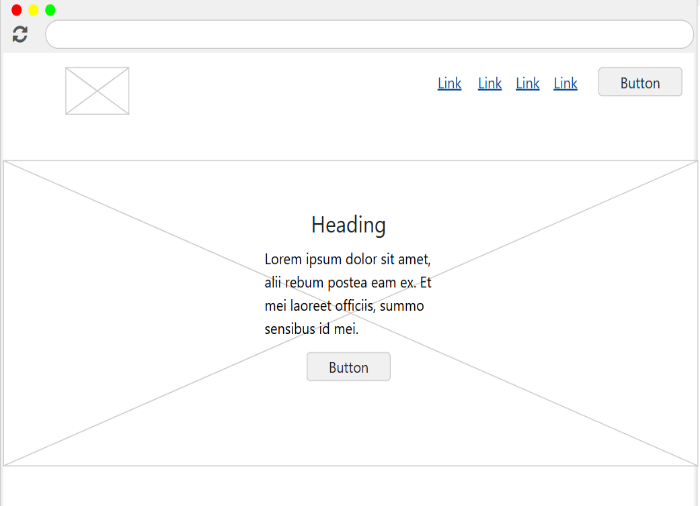 Link Link Link Link Button
Heading
Lorem ipsum dolor sit amet,
alii rebum postea eam ex. Et
mei laoreet officiis, summo
sensibus id mei.
Button